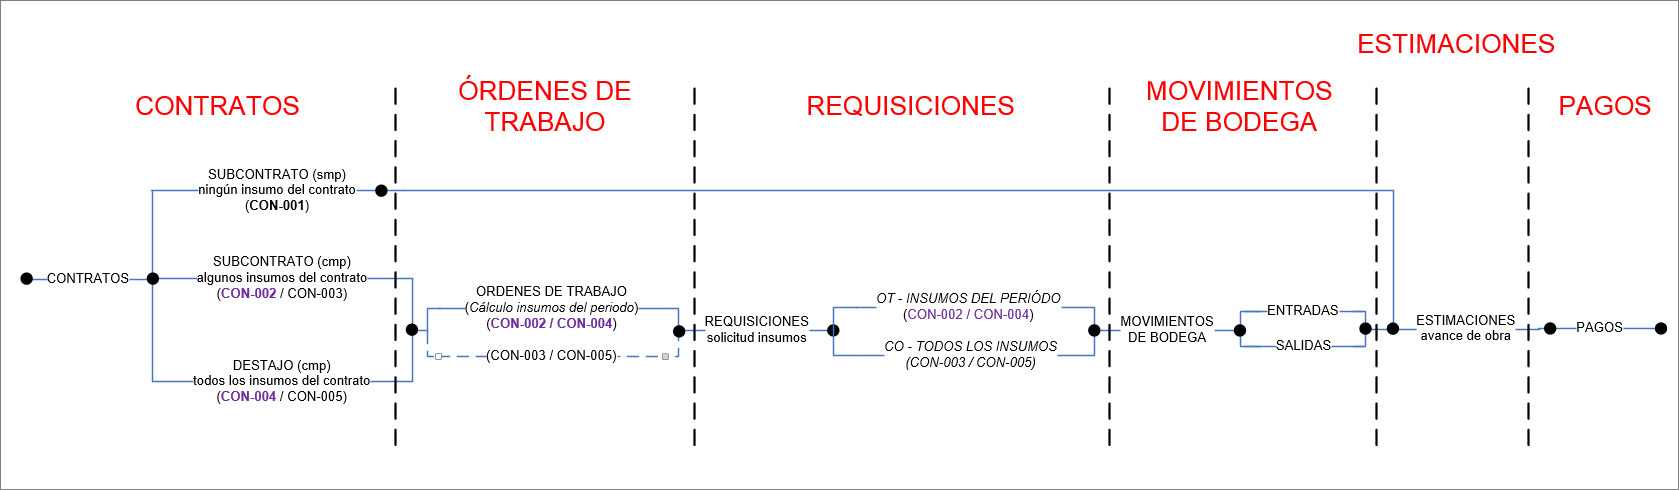 ESTIMACIONES
CONTRATOS
ÓRDENES DE
TRABAJO
REQUISICIONES
MOVIMIENTOS
DE BODEGA
PAGOS
SUBCONTRATO (smp)
ningún insumo del contrato
(CON-001)
CONTRATOS
SUBCONTRATO (cmp)
algunos insumos del contrato
(CON-002 / CON-003)
DESTAJO (cmp)
todos los insumos del contrato
(CON-004 / CON-005)
ORDENES DE TRABAJO
(Cálculo insumos del periodo)
(CON-002 / CON-004)
(CON-003 / CON-005)
REQUISICIONES
solicitud insumos
OT - INSUMOS DEL PERIÓDO
(CON-002 / CON-004)
CO - TODOS LOS INSUMOS
(CON-003 / CON-005)
MOVIMIENTOS
DE BODEGA
ENTRADAS
SALIDAS
ESTIMACIONES
avance de obra
PAGOS